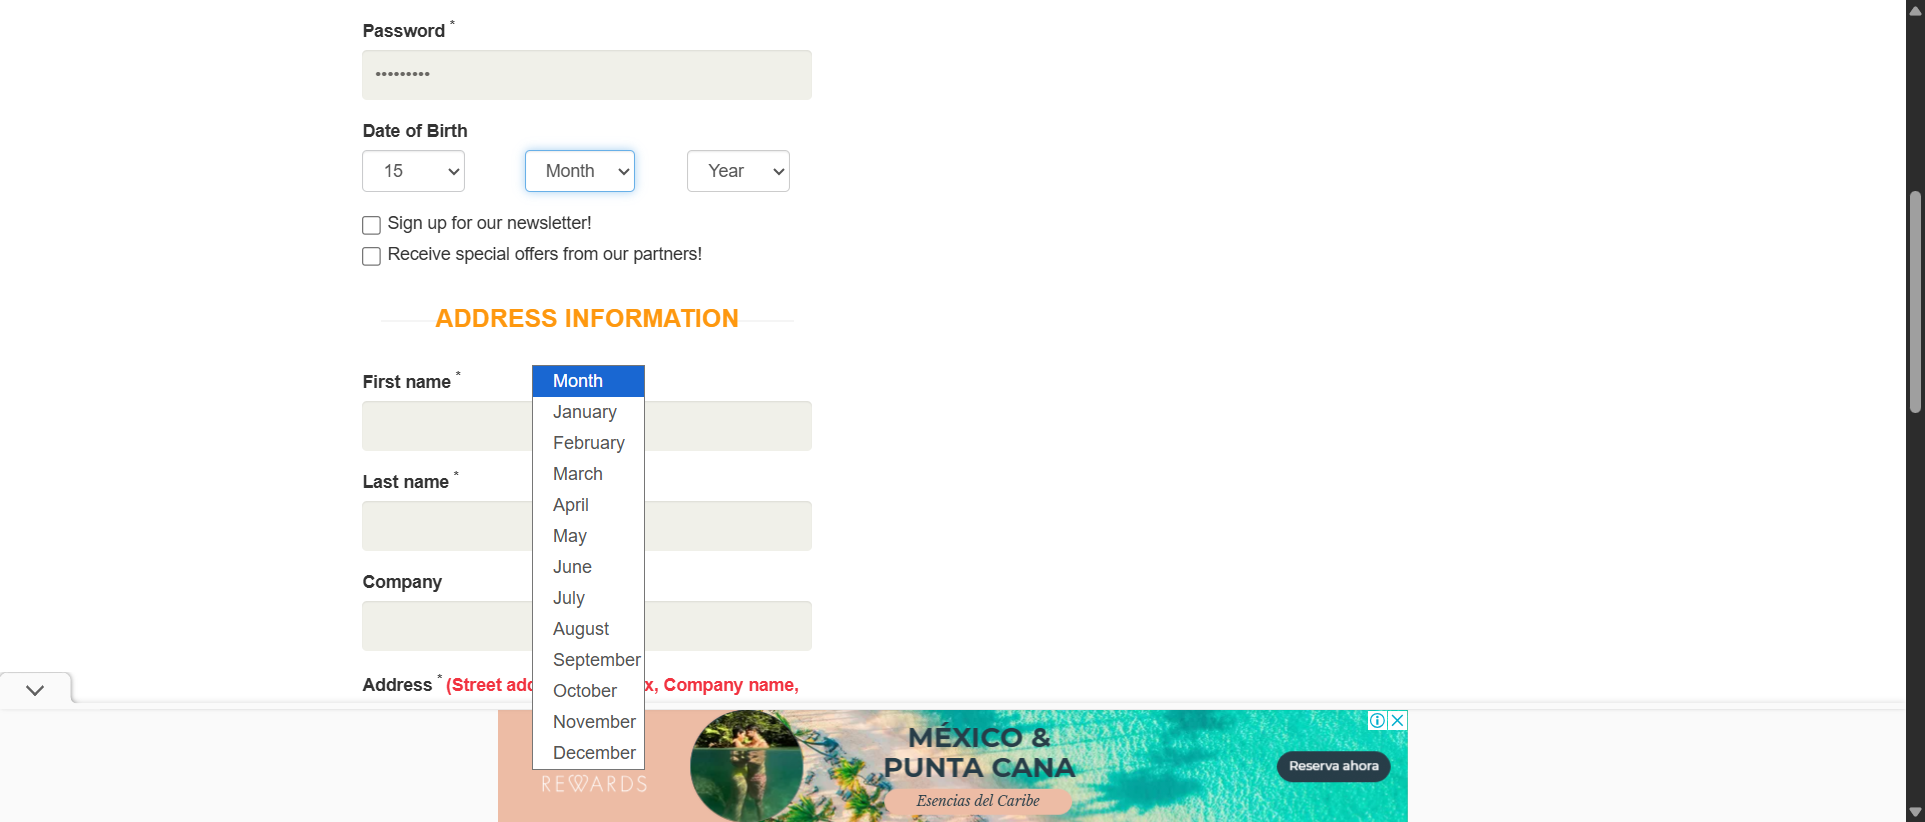 Password *
•••••••••
Date of Birth
15 Month Year
Sign up for our newsletter!
Receive special offers from our partners!
ADDRESS INFORMATION
First name *
Month
January
February
March
Last name *
April
May
June
Company
July
August
September
Address * (Street add x, Company name,
October
November
December
MÉXICO &
PUNTA CANA
Esencias del Caribe
Reserva ahora
REWARDS